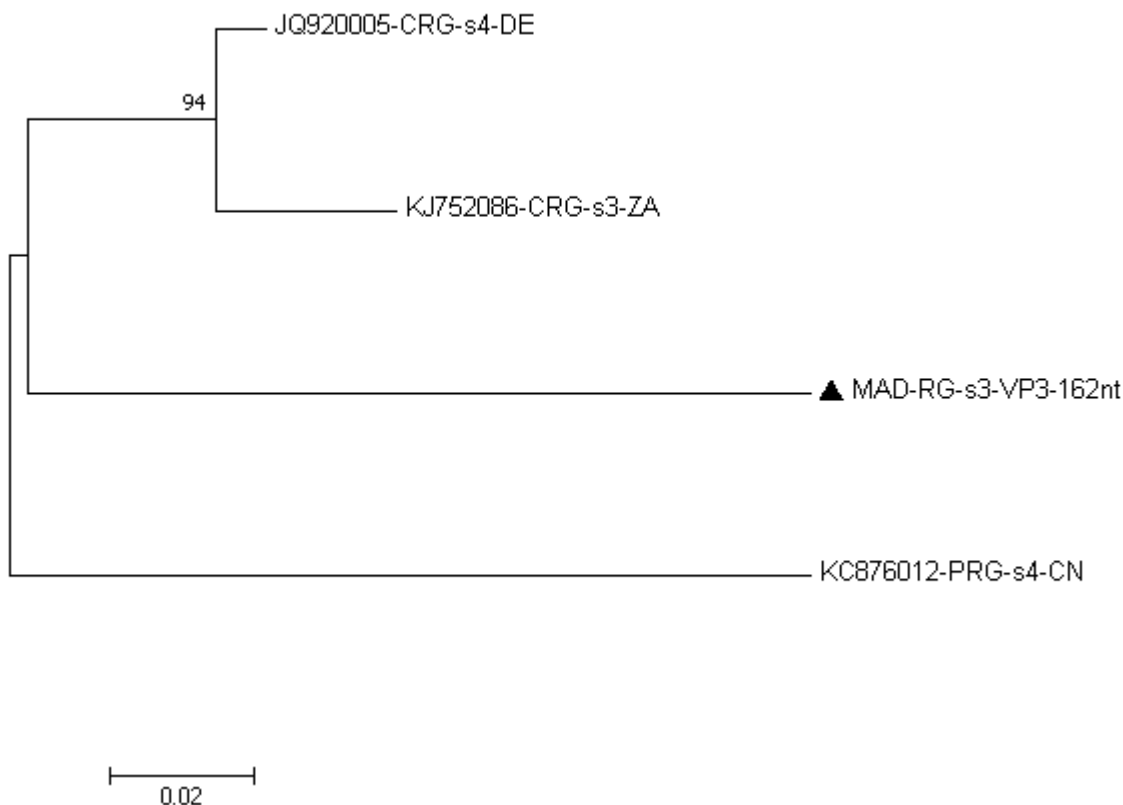 JQ920005-CRG-s4-DE
94
KJ752086-CRG-s3-ZA
MAD-RG-s3-VP3-162nt
KC876012-PRG-s4-CN
0.02